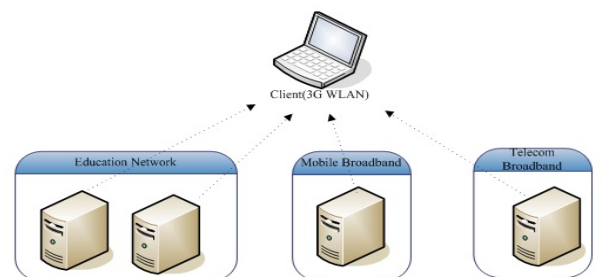 Client(3G WLAN)
Education Network
Mobile Broadband
Telecom
Broadband